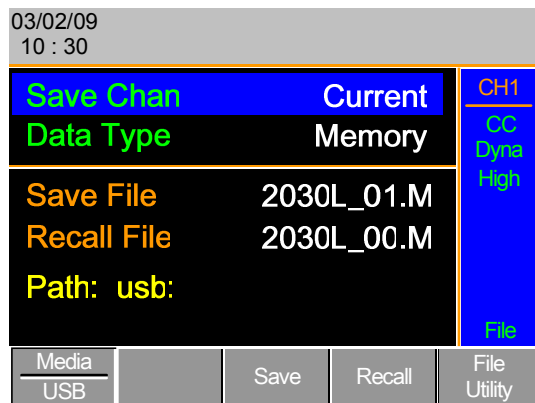 03/02/09
10 : 30
Save Chan Current
Data Type Memory
Save File 2030L_01.M
Recall File 2030L_00.M
Path: usb:
CH1
CC
Dyna
High
File
Media
USB
Save
Recall
File
Utility